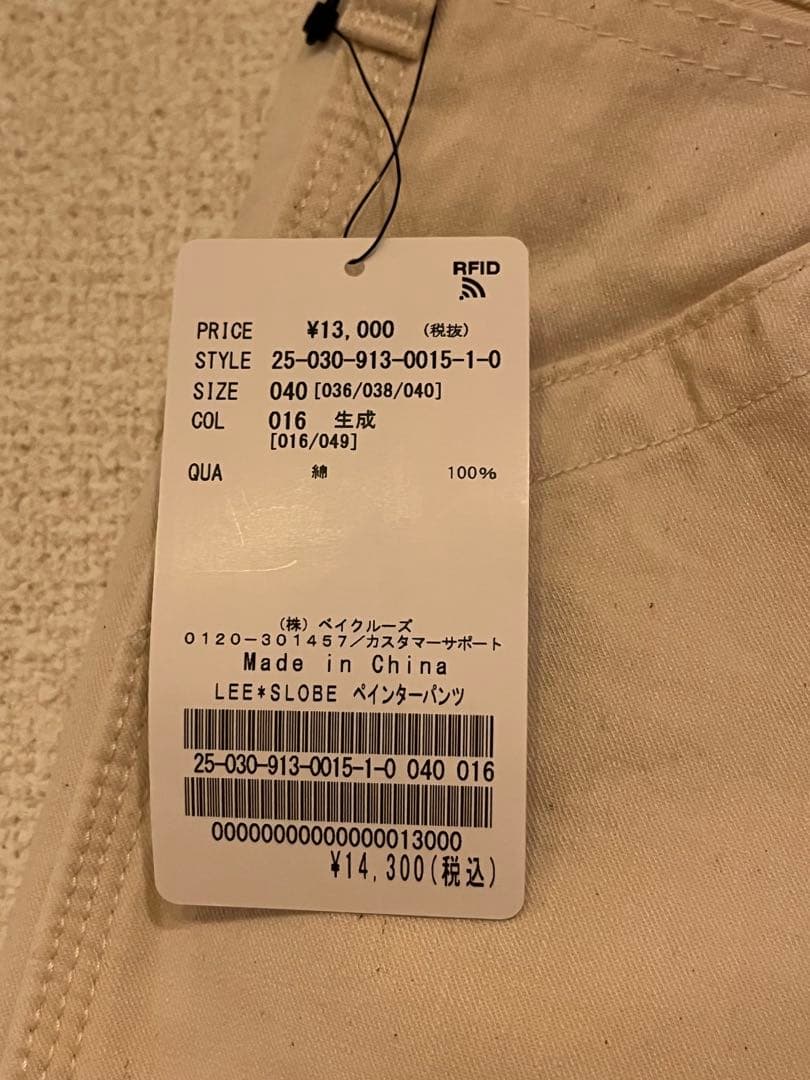 RFID
PRICE ¥13,000 (税抜)
STYLE 25-030-913-0015-1-0
SIZE 040 [036/038/040]
COL 016 生成
[016/049]
QUA 綿 100%
(株) ベイクルーズ
0120-301457/カスタマーサポート
Made in China
LEE*SLOBE ペインターパンツ
25-030-913-0015-1-0 040 016
00000000000000013000
¥14,300(税込)